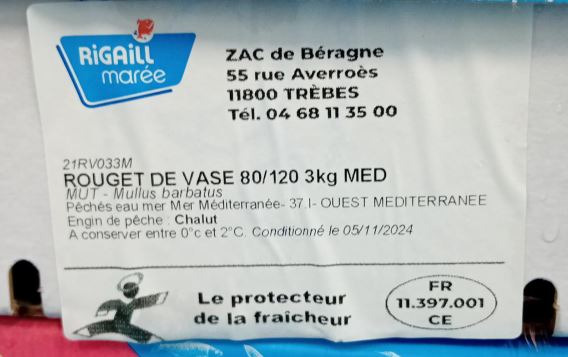 RiGAiLL
marée
ZAC de Béragne
55 rue Averroès
11800 TRÈBES
Tél. 04 68 11 35 00
21RV033M
ROUGET DE VASE 80/120 3kg MED
MUT - Mullus barbatus
Pêchés eau mer Mer Méditerranée- 37.I- OUEST MEDITERRANEE
Engin de pêche : Chalut
A conserver entre 0°c et 2°C. Conditionné le 05/11/2024
Le protecteur
de la fraîcheur
FR
11.397.001
CE